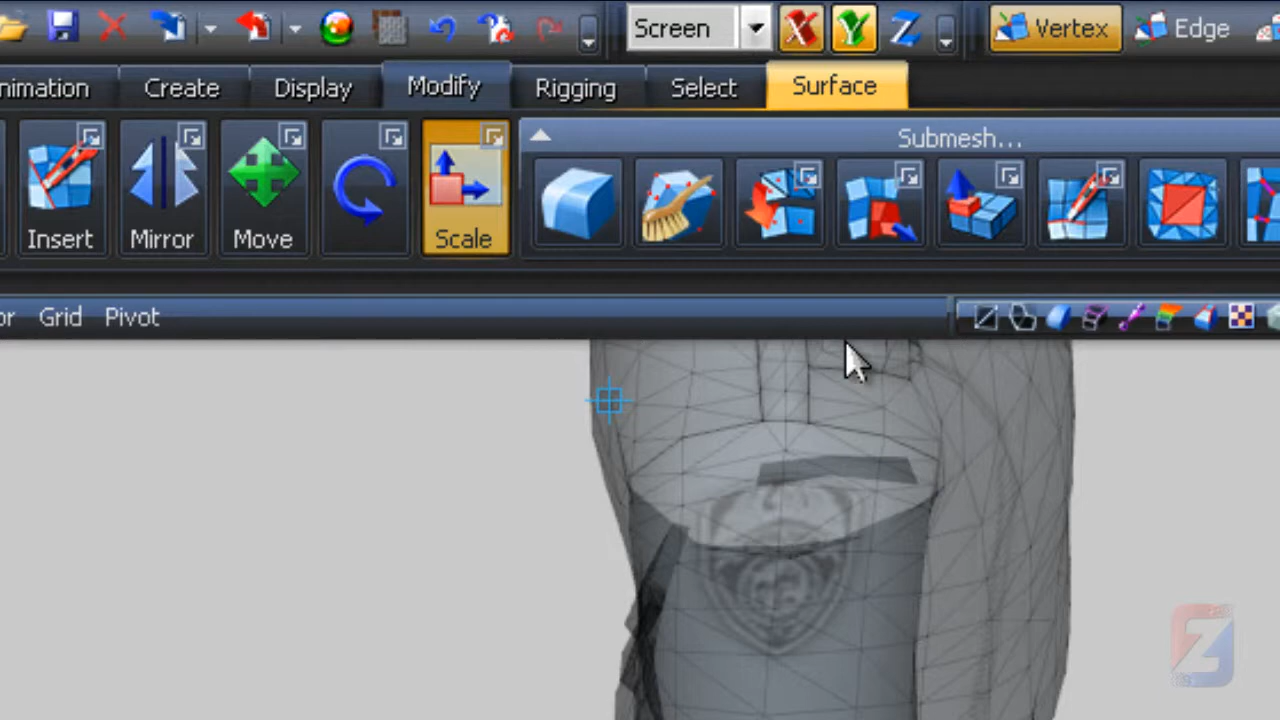 Screen X Y Z Vertex Edge
nimation Create Display Modify Rigging Select Surface
Submesh...
Insert Mirror Move Scale
or Grid Pivot
Z